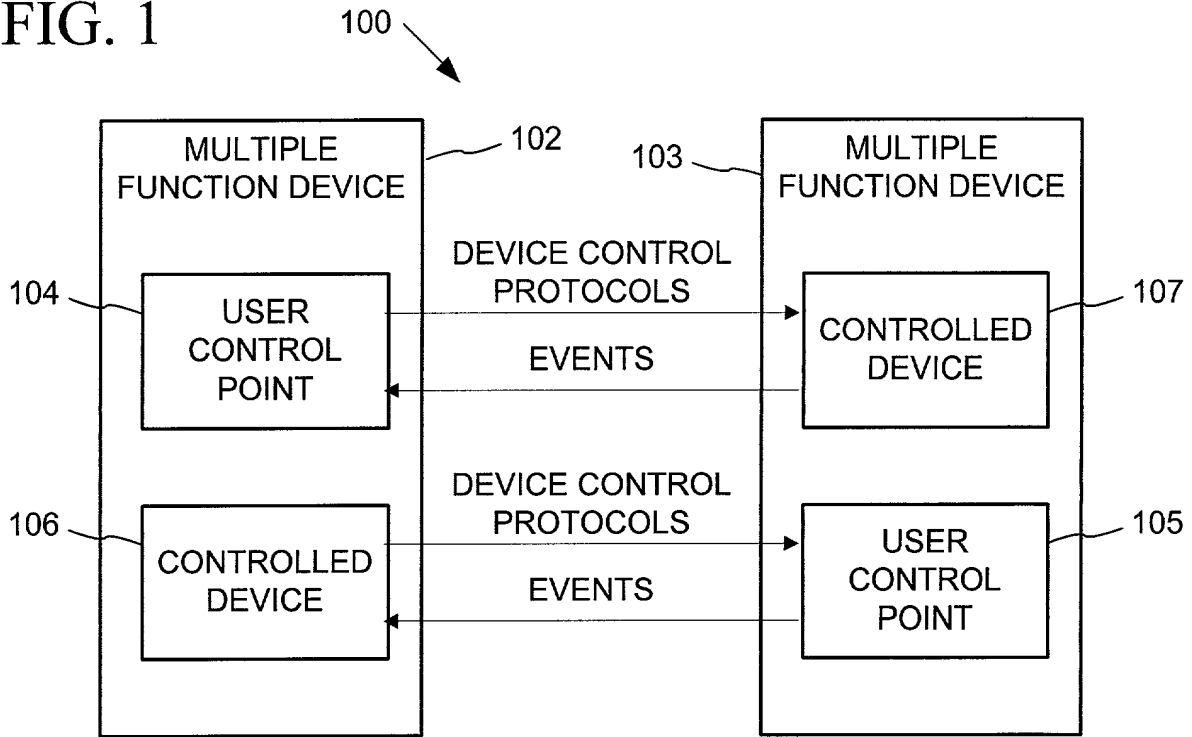 FIG. 1
100
MULTIPLE
FUNCTION DEVICE
102
103
MULTIPLE
FUNCTION DEVICE
DEVICE CONTROL
PROTOCOLS
104
USER
CONTROL
POINT
EVENTS
CONTROLLED
DEVICE
107
DEVICE CONTROL
PROTOCOLS
106
CONTROLLED
DEVICE
EVENTS
USER
CONTROL
POINT
105